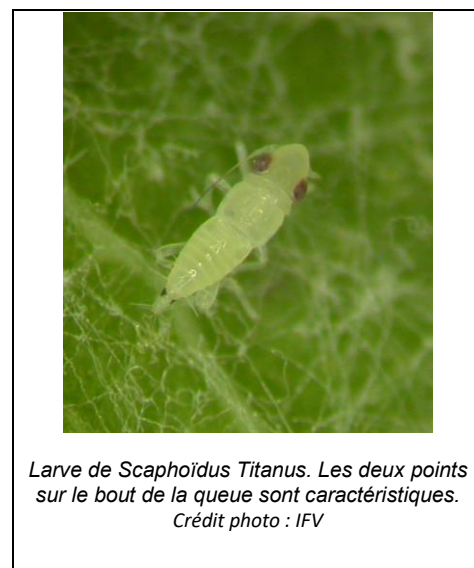 Larve de Scaphoïdus Titanus. Les deux points
sur le bout de la queue sont caractéristiques.
Crédit photo : IFV